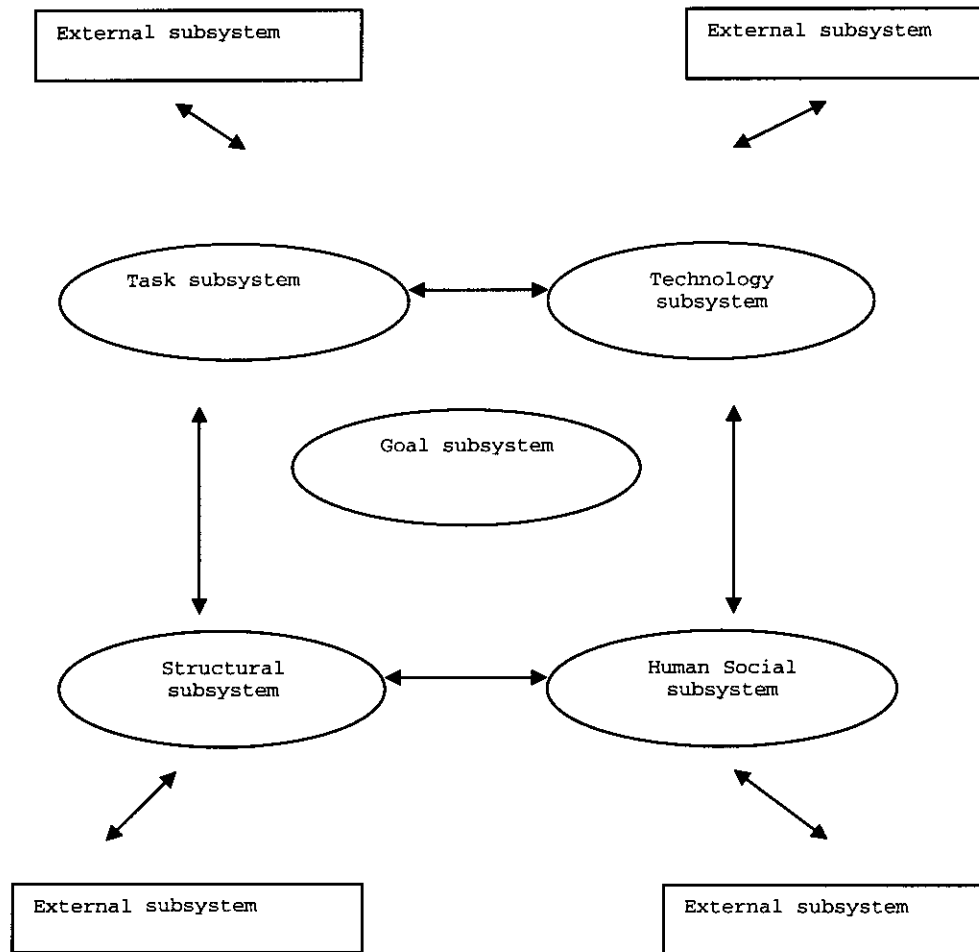 External subsystem
External subsystem
Task subsystem
Technology
subsystem
Goal subsystem
Structural
subsystem
Human Social
subsystem
External subsystem
External subsystem